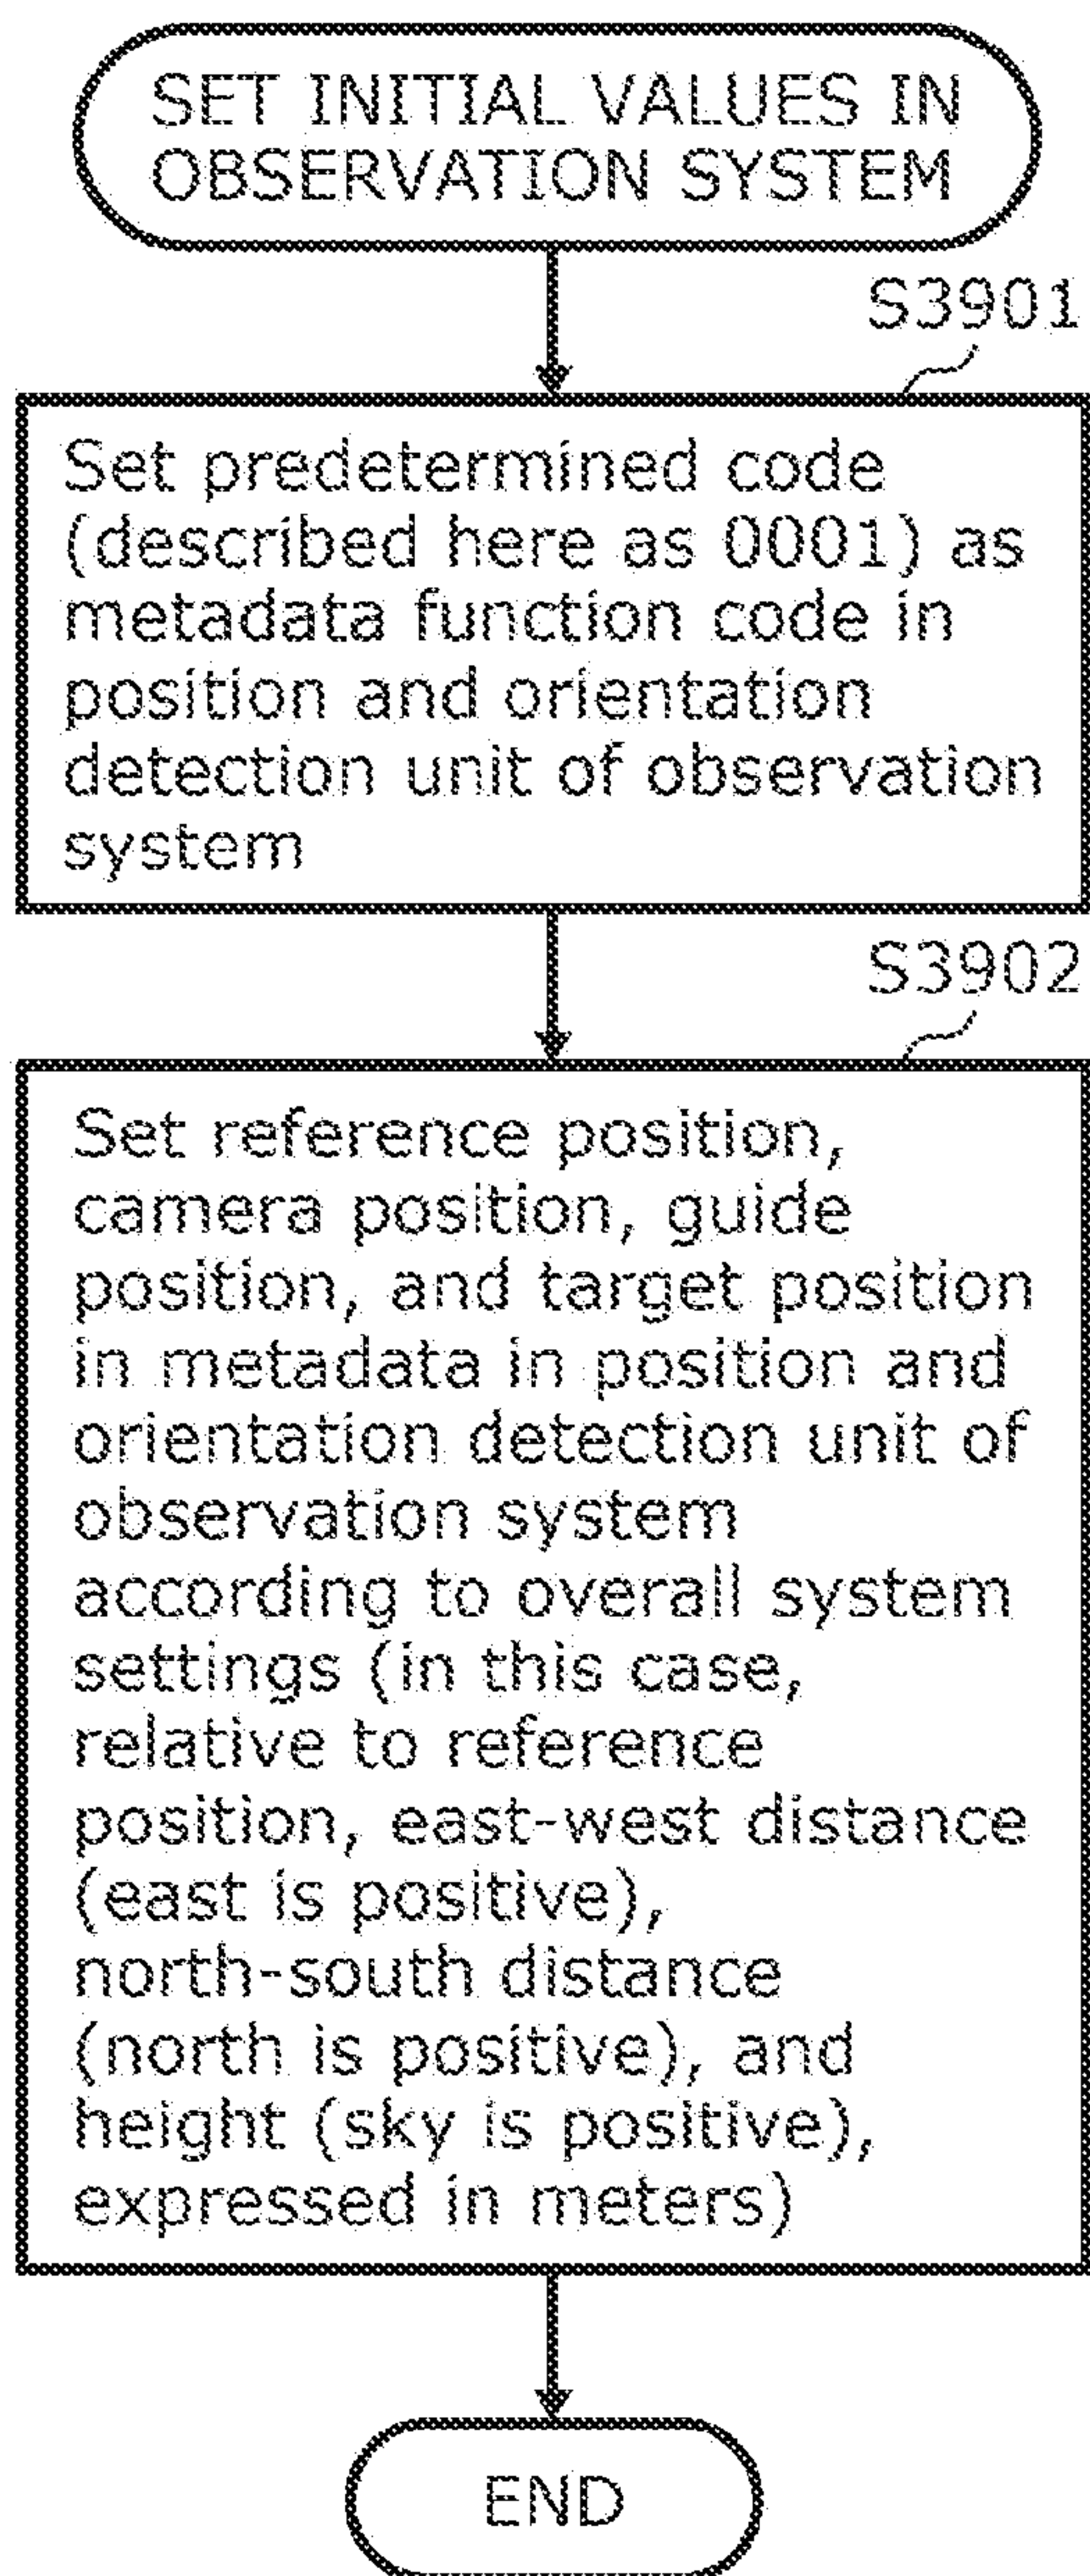 SET INITIAL VALUES IN
OBSERVATION SYSTEM
S3901
Set predetermined code
(described here as 0001) as
metadata function code in
position and orientation
detection unit of observation
system
S3902
Set reference position,
camera position, guide
position, and target position
in metadata in position and
orientation detection unit of
observation system
according to overall system
settings (in this case,
relative to reference
position, east-west distance
(east is positive),
north-south distance
(north is positive), and
height (sky is positive),
expressed in meters)
END